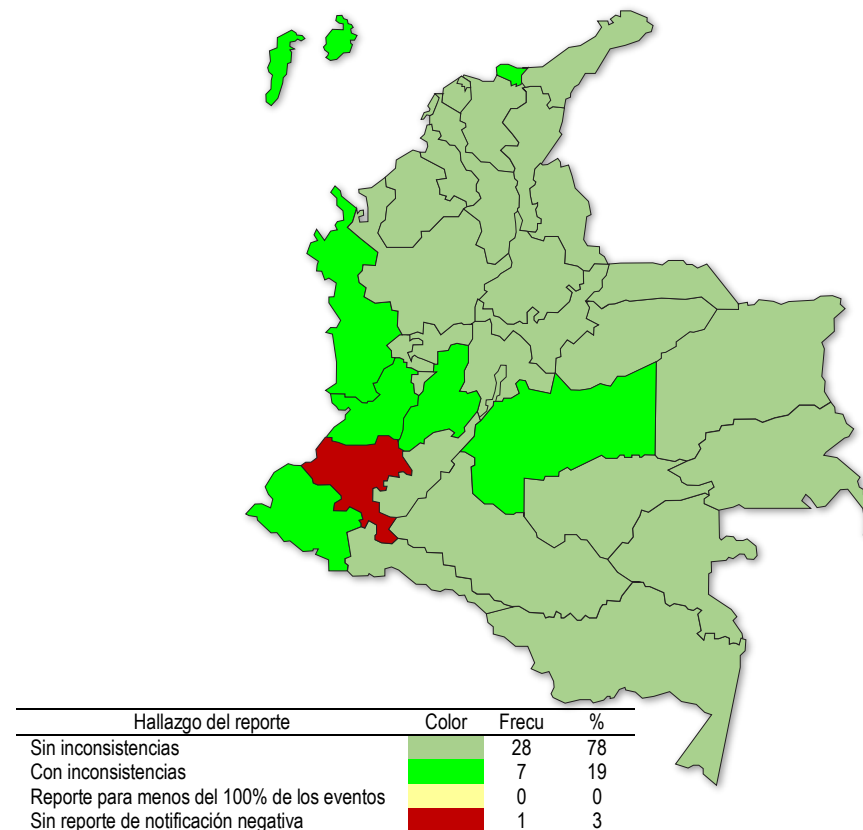 Hallazgo del reporte Color Frecu %
Sin inconsistencias 28 78
Con inconsistencias 7 19
Reporte para menos del 100% de los eventos 0 0
Sin reporte de notificación negativa 1 3